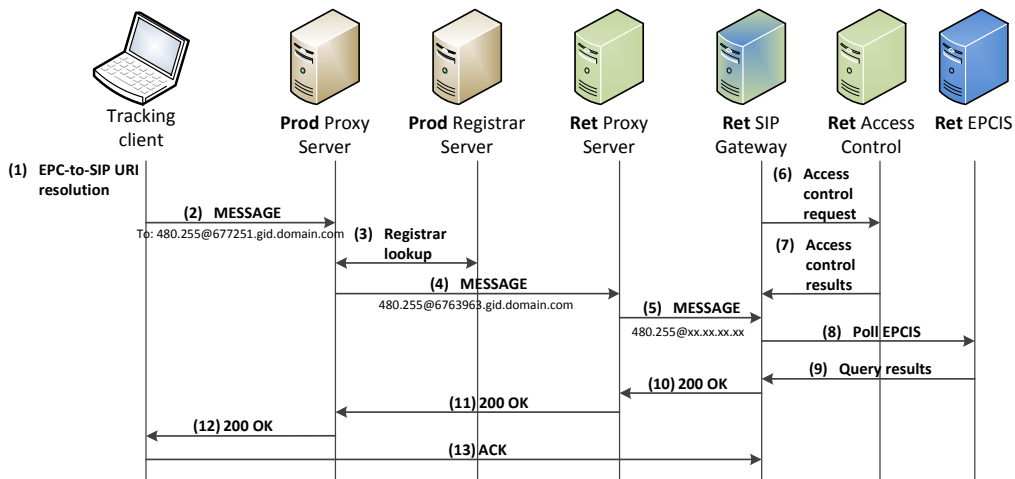 Tracking
client
Prod Proxy
Server
Prod Registrar
Server
Ret Proxy
Server
Ret SIP
Gateway
Ret Access
Control
Ret EPCIS
(1) EPC-to-SIP URI
resolution
(2) MESSAGE
To: 480.255@677251.gid.domain.com
(3) Registrar
lookup
(4) MESSAGE
480.255@6763963.gid.domain.com
(5) MESSAGE
480.255@xx.xx.xx.xx
(6) Access
control
request
(7) Access
control
results
(8) Poll EPCIS
(9) Query results
(10) 200 OK
(11) 200 OK
(12) 200 OK
(13) ACK